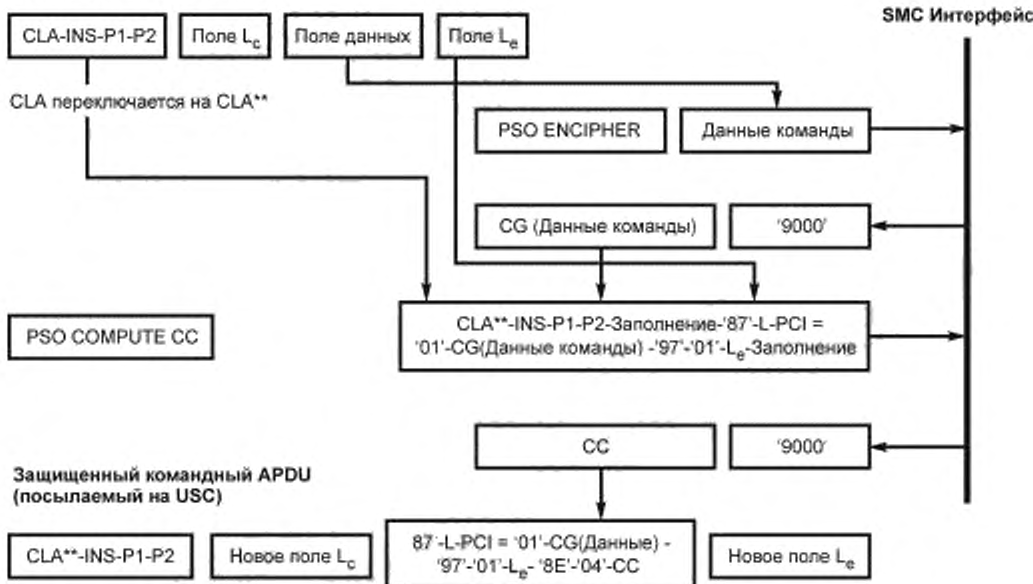 SMC Интерфейс
CLA-INS-P1-P2
Поле Lc
Поле данных
Поле Le
CLA переключается на CLA**
PSO ENCIPHER
Данные команды
CG (Данные команды)
‘9000’
CLA**-INS-P1-P2-Заполнение-‘87’-L-PCI =
‘01’-CG(Данные команды) -‘97’-‘01’-Le-Заполнение
PSO COMPUTE CC
CC
‘9000’
Защищенный командный APDU
(посылаемый на USC)
CLA**-INS-P1-P2
Новое поле Lc
87’-L-PCI = ‘01’-CG(Данные) -
‘97’-‘01’-Le- ‘8E’-‘04’-CC
Новое поле Le